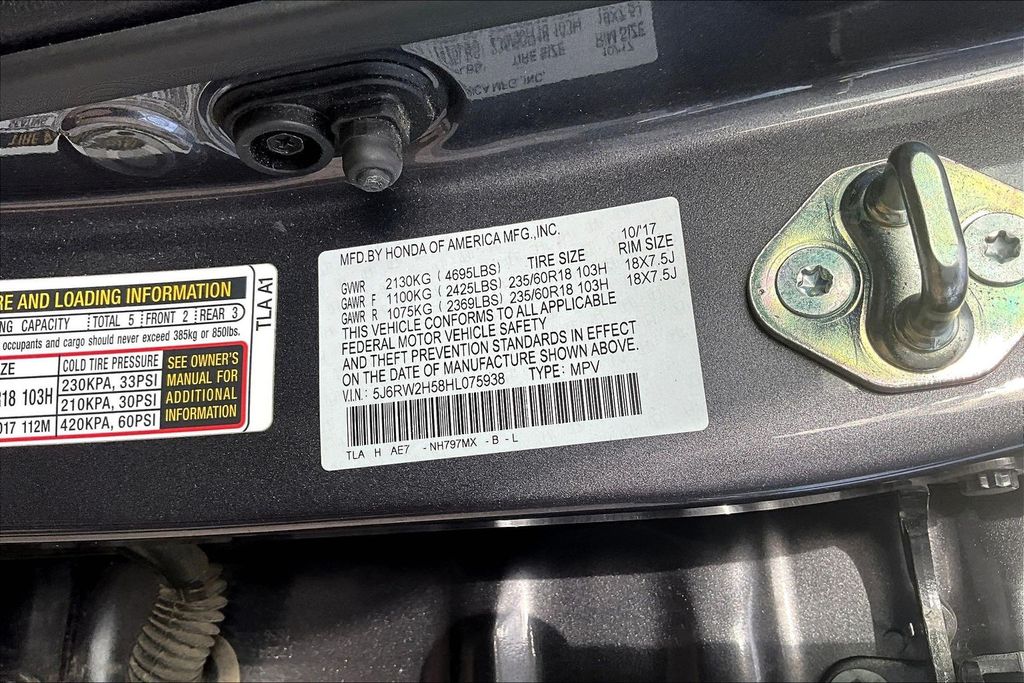 RE AND LOADING INFORMATION
NG CAPACITY TOTAL 5 FRONT 2 REAR 3
occupants and cargo should never exceed 385kg or 850lbs.
ZE COLD TIRE PRESSURE SEE OWNER'S
MANUAL FOR
ADDITIONAL
INFORMATION
R18 103H 230KPA, 33PSI
210KPA, 30PSI
D17 112M 420KPA, 60PSI
TLA A1
MFD.BY HONDA OF AMERICA MFG.,INC. 10/'17
GVWR 2130KG ( 4695LBS) TIRE SIZE RIM SIZE
GAWR F 1100KG ( 2425LBS) 235/60R18 103H 18X7.5J
GAWR R 1075KG ( 2369LBS) 235/60R18 103H 18X7.5J
THIS VEHICLE CONFORMS TO ALL APPLICABLE
FEDERAL MOTOR VEHICLE SAFETY
AND THEFT PREVENTION STANDARDS IN EFFECT
ON THE DATE OF MANUFACTURE SHOWN ABOVE.
V.I.N.: 5J6RW2H58HL075938 TYPE: MPV
TLA H AE7 - NH797MX - B - L